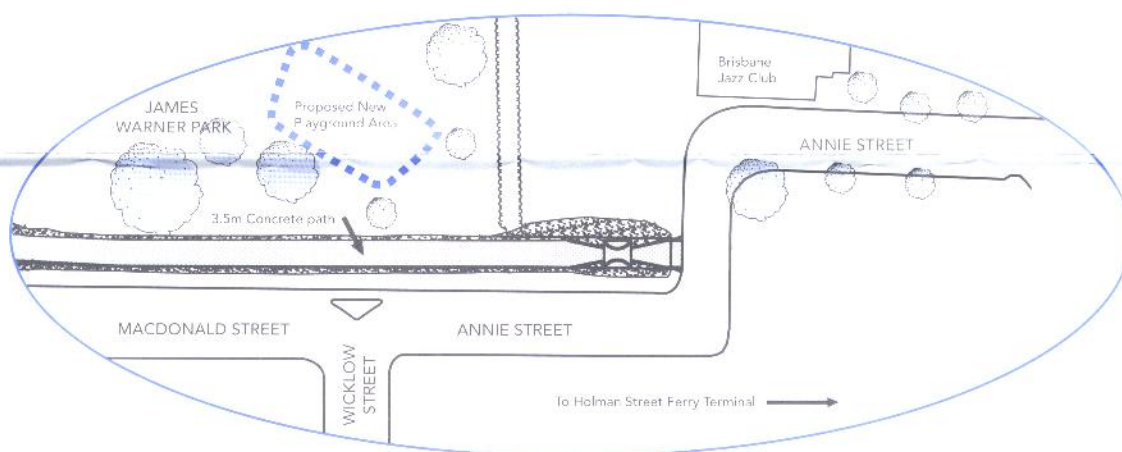 Brisbane
Jazz Club
JAMES
WARNER PARK
Proposed New
Playground Area
ANNIE STREET
3.5m Concrete path
MACDONALD STREET
ANNIE STREET
WICKLOW
STREET
To Holman Street Ferry Terminal